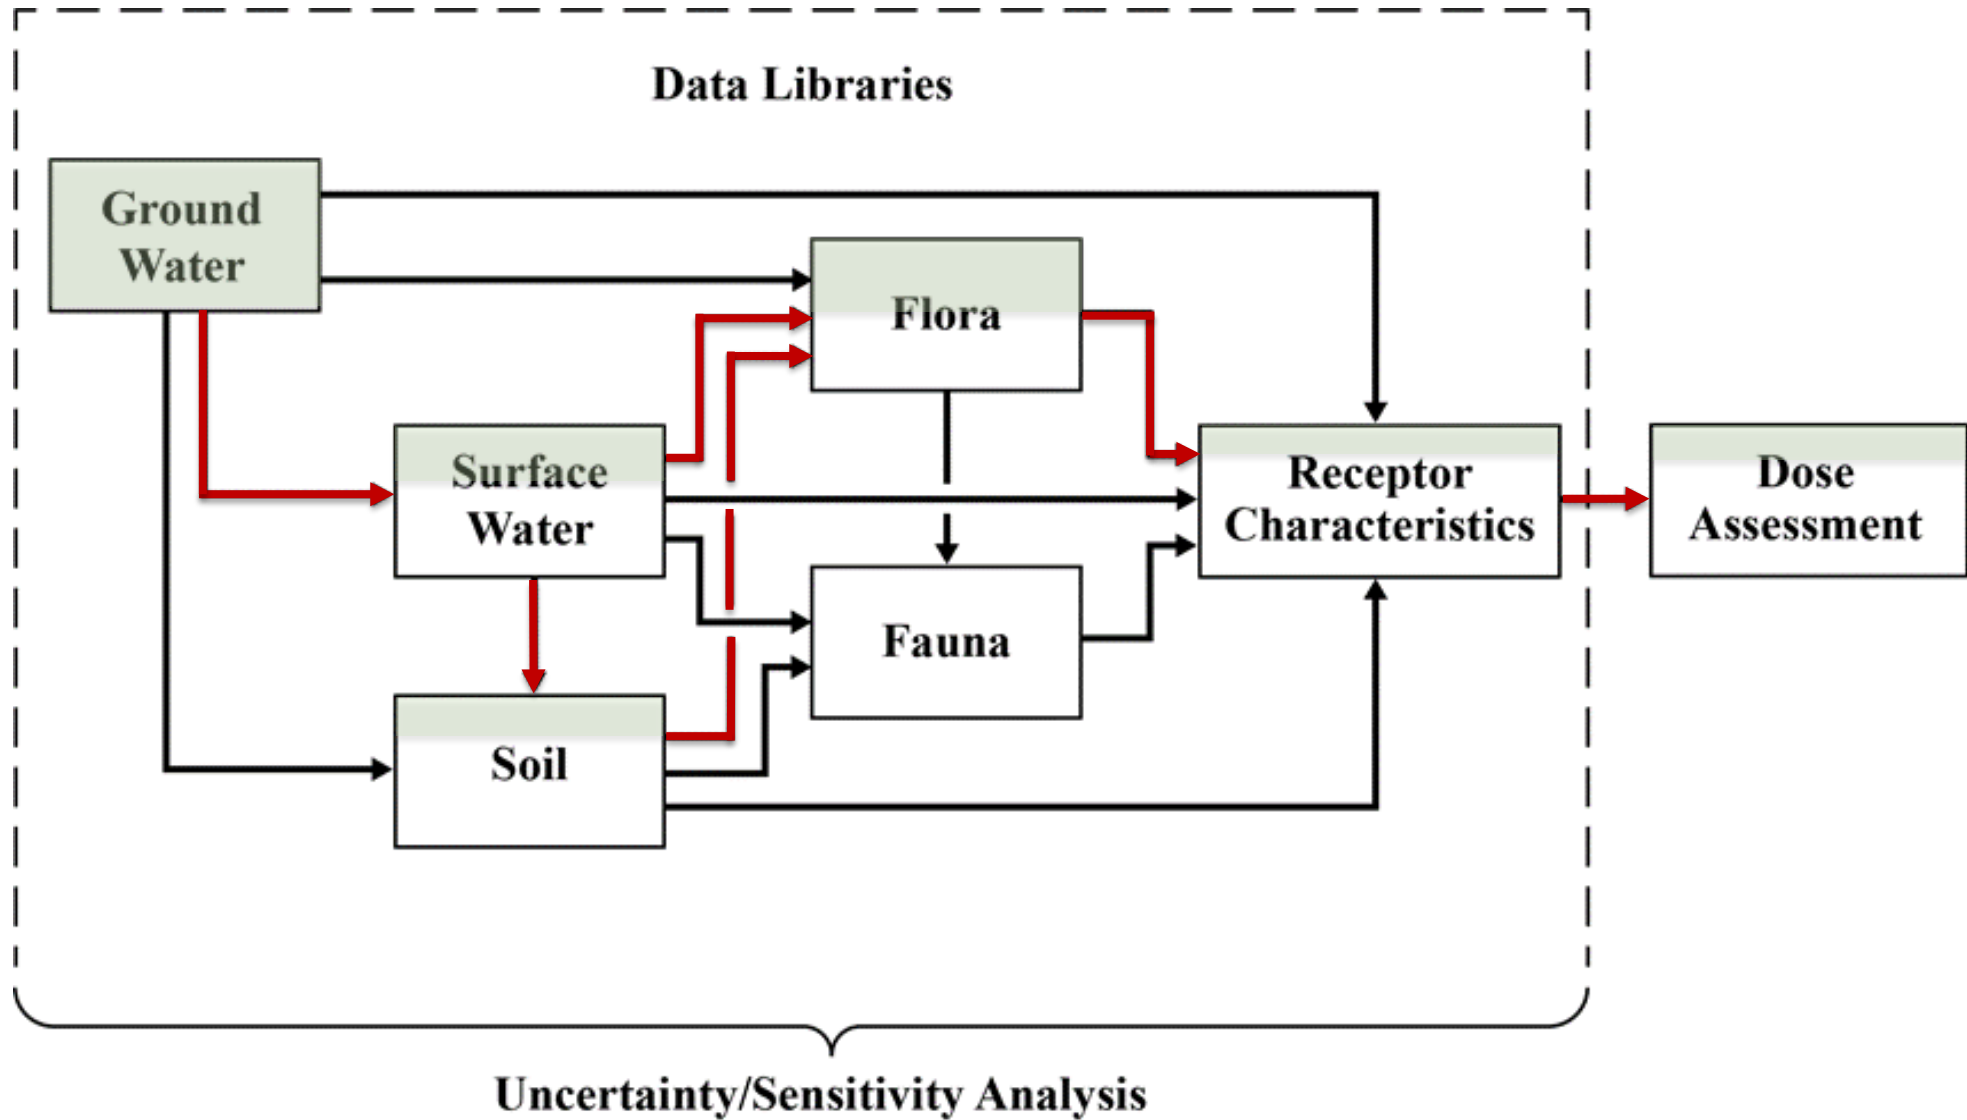 Data Libraries
Ground
Water
Flora
Surface
Water
Receptor
Characteristics
Dose
Assessment
Fauna
Soil
Uncertainty/Sensitivity Analysis